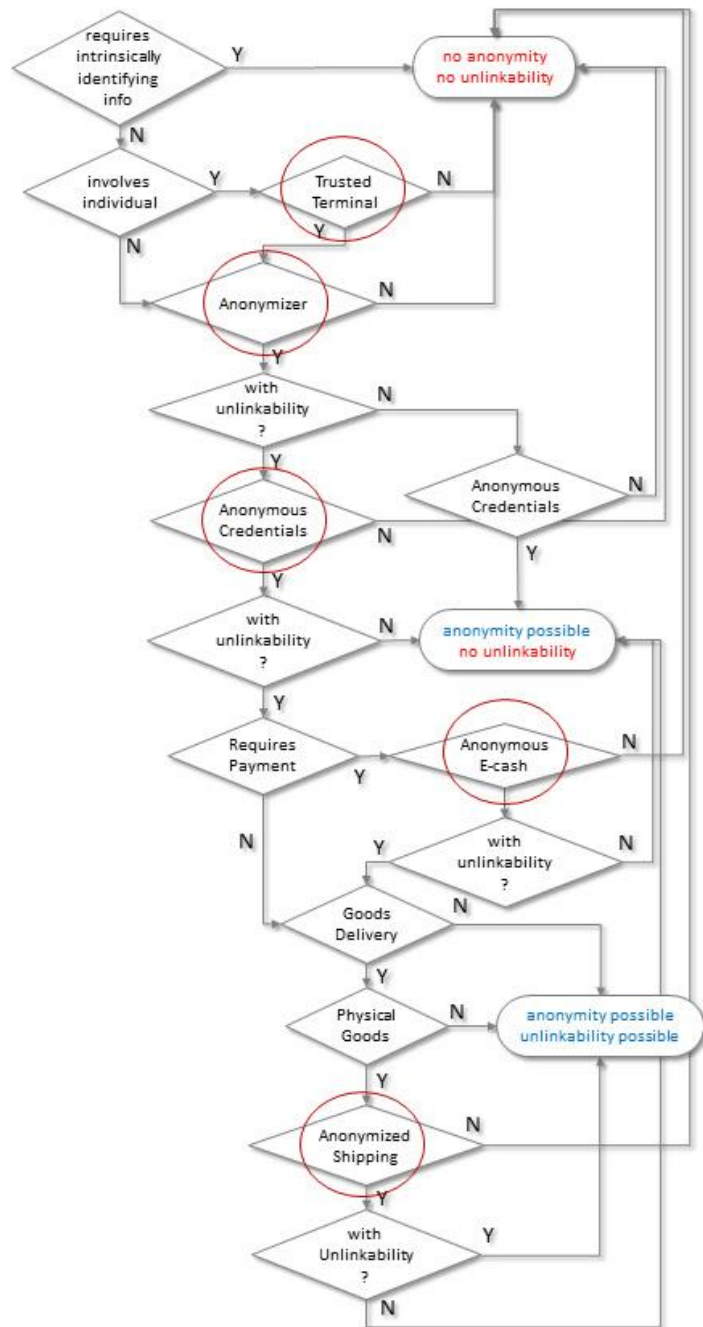 requires
intrinsically
identifying
info
Y
no anonymity
no unlinkability
N
involves
individual
Y
Trusted
Terminal
N
Y
N
Anonymizer
N
Y
with
unlinkability
?
N
Y
Anonymous
Credentials
N
Anonymous
Credentials
N
Y
Y
with
unlinkability
?
N
anonymity possible
no unlinkability
Y
Requires
Payment
Y
Anonymous
E-cash
N
N
Y
with
unlinkability
?
N
Goods
Delivery
N
Y
Physical
Goods
N
anonymity possible
unlinkability possible
Y
Anonymized
Shipping
N
Y
with
Unlinkability
?
Y
N